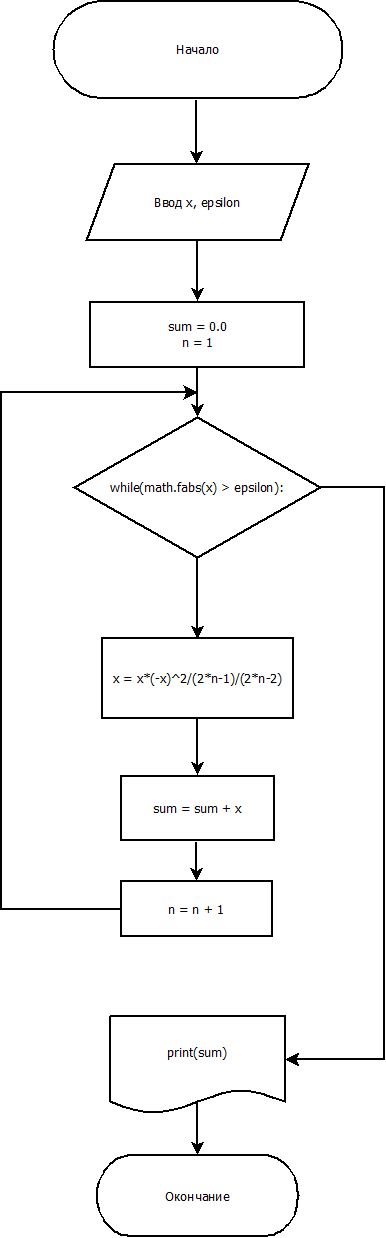 Начало
Ввод x, epsilon
sum = 0.0
n = 1
while(math.fabs(x) > epsilon):
x = x*(-x)^2/(2*n-1)/(2*n-2)
sum = sum + x
n = n + 1
print(sum)
Окончание